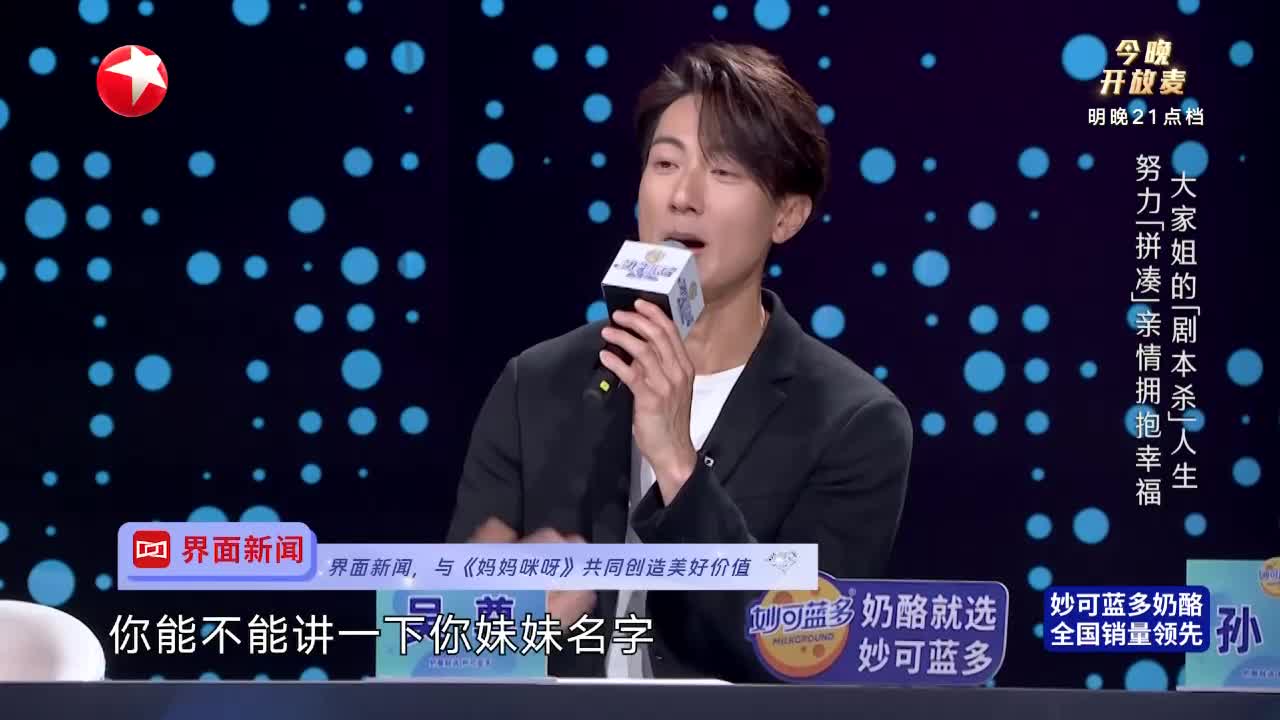 今晚
开放麦
明晚21点档
大家姐的「剧本杀」人生
努力「拼凑」亲情拥抱幸福
界面新闻
界面新闻，与《妈妈咪呀》共同创造美好价值
吴尊
你能不能讲一下你妹妹名字
妙可蓝多
MILKGROUND
奶酪就选
妙可蓝多
妙可蓝多奶酪
全国销量领先
孙